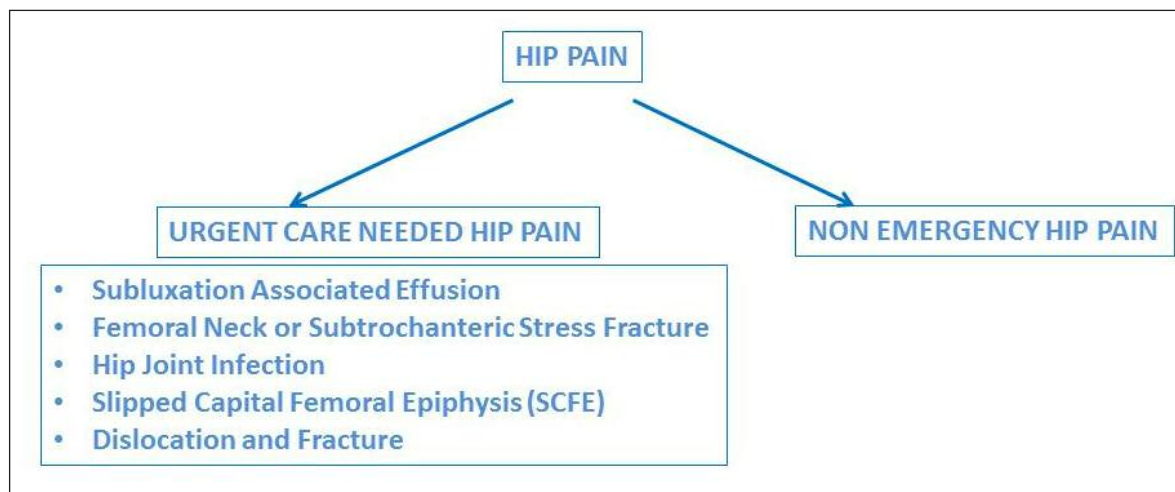 HIP PAIN
URGENT CARE NEEDED HIP PAIN
NON EMERGENCY HIP PAIN
• Subluxation Associated Effusion
• Femoral Neck or Subtrochanteric Stress Fracture
• Hip Joint Infection
• Slipped Capital Femoral Epiphysis (SCFE)
• Dislocation and Fracture